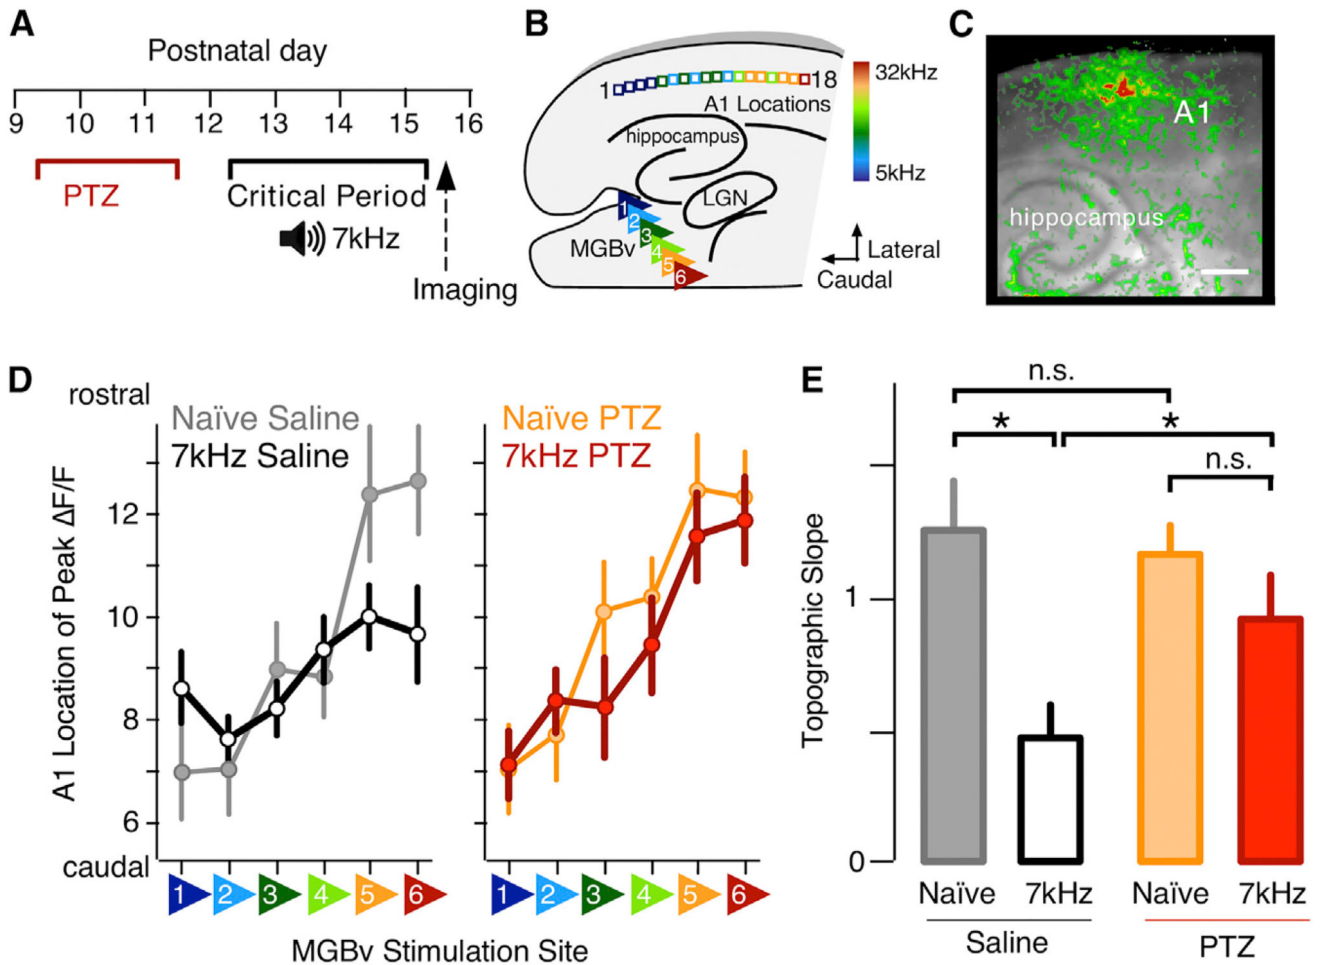 A
Postnatal day
9 10 11 12 13 14 15 16
PTZ
Critical Period
7kHz
Imaging
B
1 18
A1 Locations
hippocampus
LGN
MGBv
1
2
3
4
5
6
32kHz
5kHz
Lateral
Caudal
C
A1
hippocampus
D
rostral
Naïve Saline
7kHz Saline
Naïve PTZ
7kHz PTZ
A1 Location of Peak ΔF/F
12
10
8
6
caudal
1 2 3 4 5 6
1 2 3 4 5 6
MGBv Stimulation Site
E
n.s.
* *
n.s.
Topographic Slope
1
0
Naïve 7kHz Naïve 7kHz
Saline PTZ